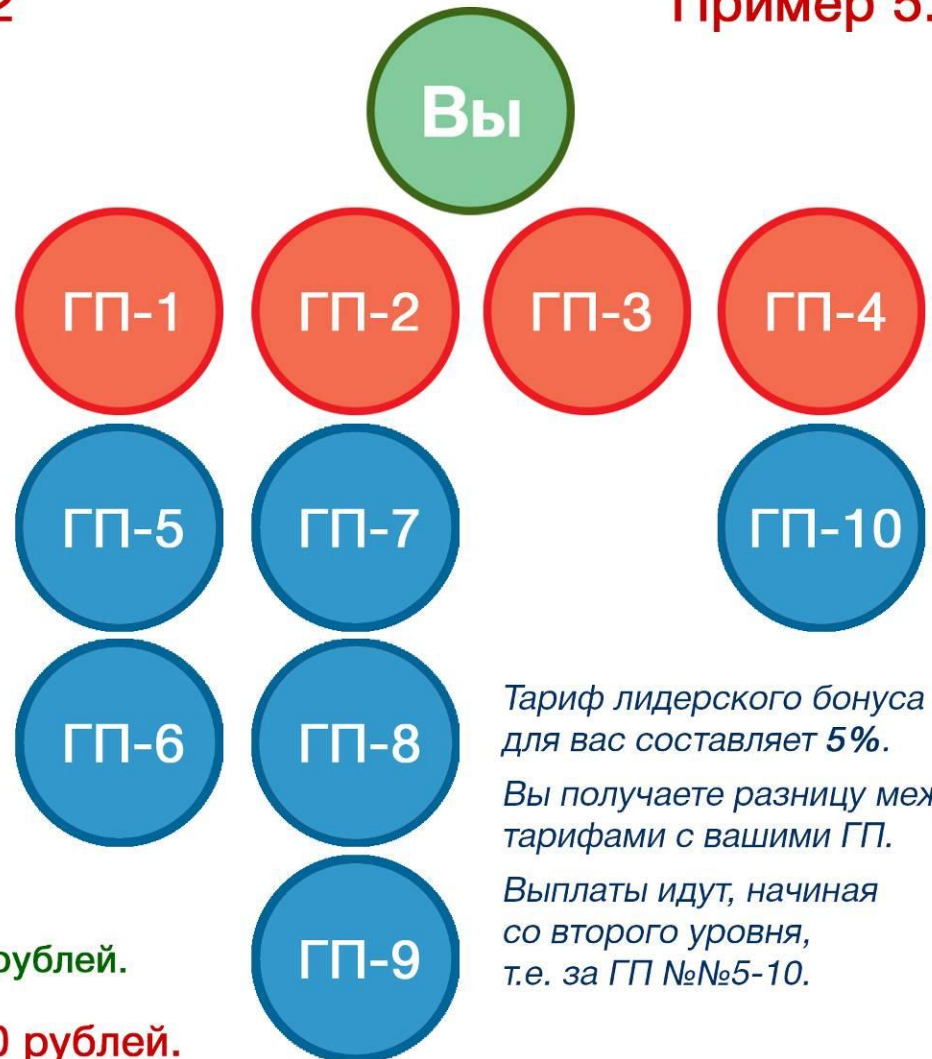 2
Пример 5.
Вы
ГП-1
ГП-2
ГП-3
ГП-4
ГП-5
ГП-7
ГП-10
ГП-6
ГП-8
Тариф лидерского бонуса
для вас составляет 5%.
Вы получаете разницу меж
тарифами с вашими ГП.
Выплаты идут, начиная
со второго уровня,
т.е. за ГП №№5-10.
ГП-9
рублей.
0 рублей.